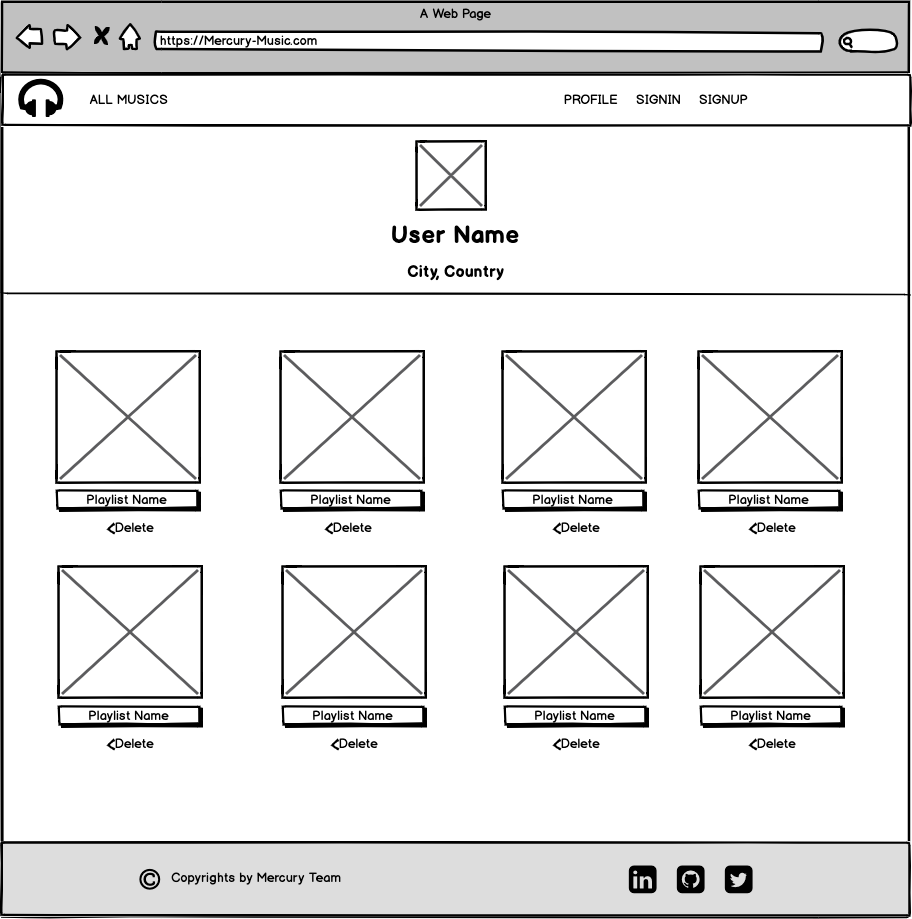 A Web Page
https://Mercury-Music.com
ALL MUSICS PROFILE SIGNIN SIGNUP
User Name
City, Country
Playlist Name Playlist Name Playlist Name Playlist Name
<Delete <Delete <Delete <Delete
Playlist Name Playlist Name Playlist Name Playlist Name
<Delete <Delete <Delete <Delete
© Copyrights by Mercury Team in